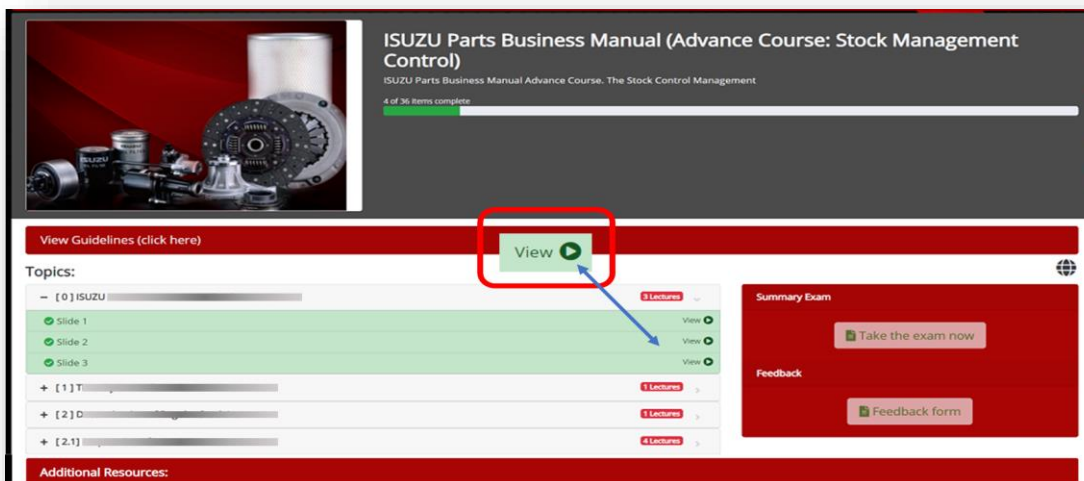 ISUZU Parts Business Manual (Advance Course: Stock Management
Control)
ISUZU Parts Business Manual Advance Course. The Stock Control Management
4 of 36 items complete
ISUZU
View Guidelines (click here)
View
Topics:
− [ 0 ] ISUZU
3 Lectures
Slide 1
View
Slide 2
View
Slide 3
View
+ [ 1 ] T
1 Lectures
+ [ 2 ] D
1 Lectures
+ [ 2.1]
4 Lectures
Summary Exam
Take the exam now
Feedback
Feedback form
Additional Resources: